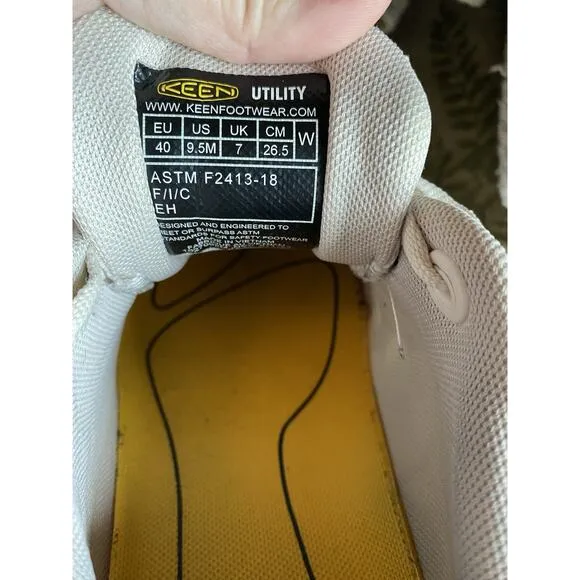 KEEN UTILITY
WWW.KEENFOOTWEAR.COM
EU US UK CM W
40 9.5M 7 26.5
ASTM F2413-18
F/I/C
EH
DESIGNED AND ENGINEERED TO
MEET OR SURPASS ASTM
STANDARDS FOR SAFETY FOOTWEAR
MADE IN VIETNAM